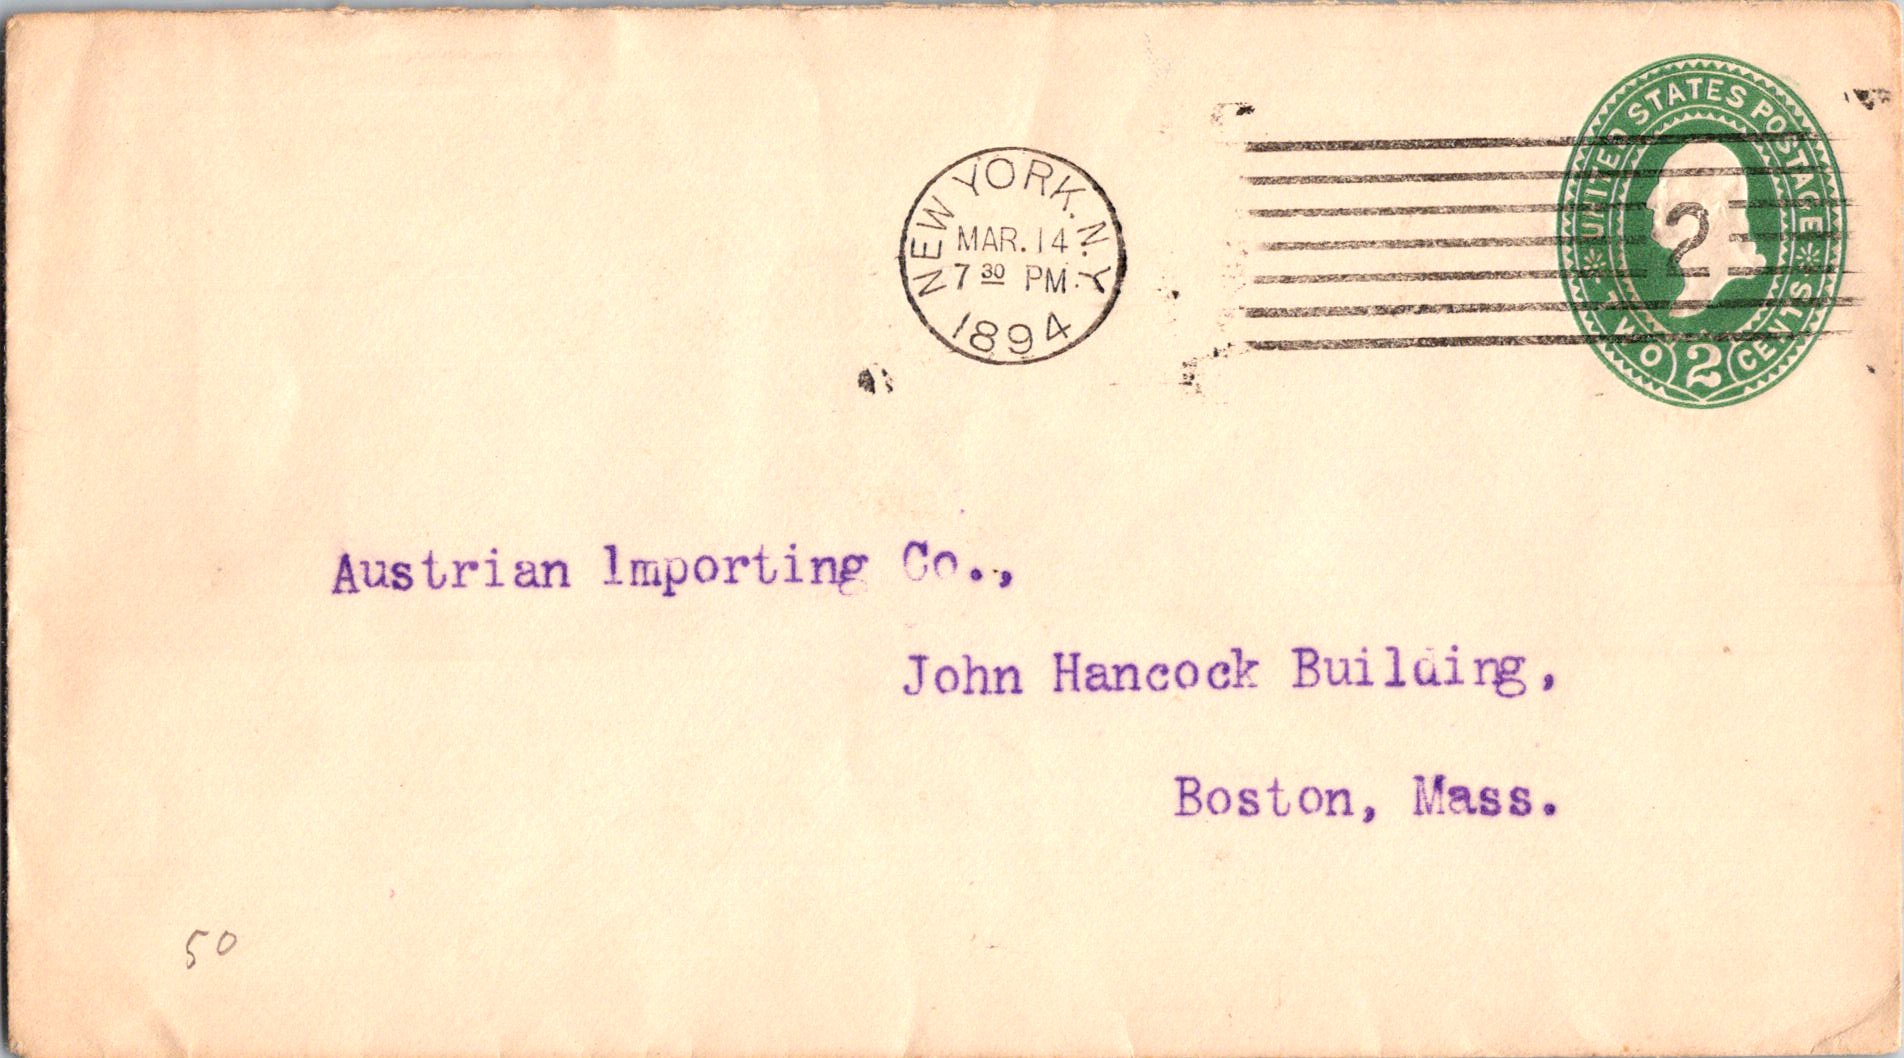 UNITED STATES POSTAGE
TWO 2 CENTS
NEW YORK. N.Y.
MAR. 14
7 30 PM
1894
2
Austrian lmporting Co.,
John Hancock Building,
Boston, Mass.
50